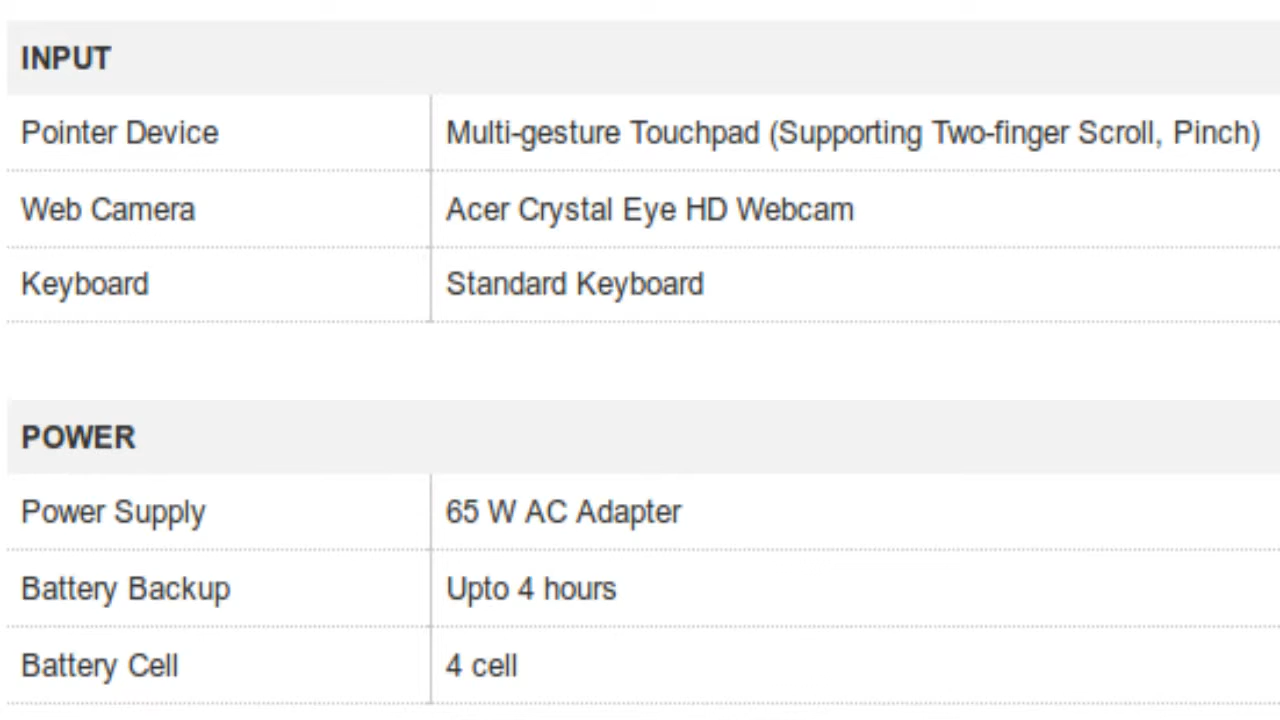 INPUT
Pointer Device Multi-gesture Touchpad (Supporting Two-finger Scroll, Pinch)
Web Camera Acer Crystal Eye HD Webcam
Keyboard Standard Keyboard
POWER
Power Supply 65 W AC Adapter
Battery Backup Upto 4 hours
Battery Cell 4 cell